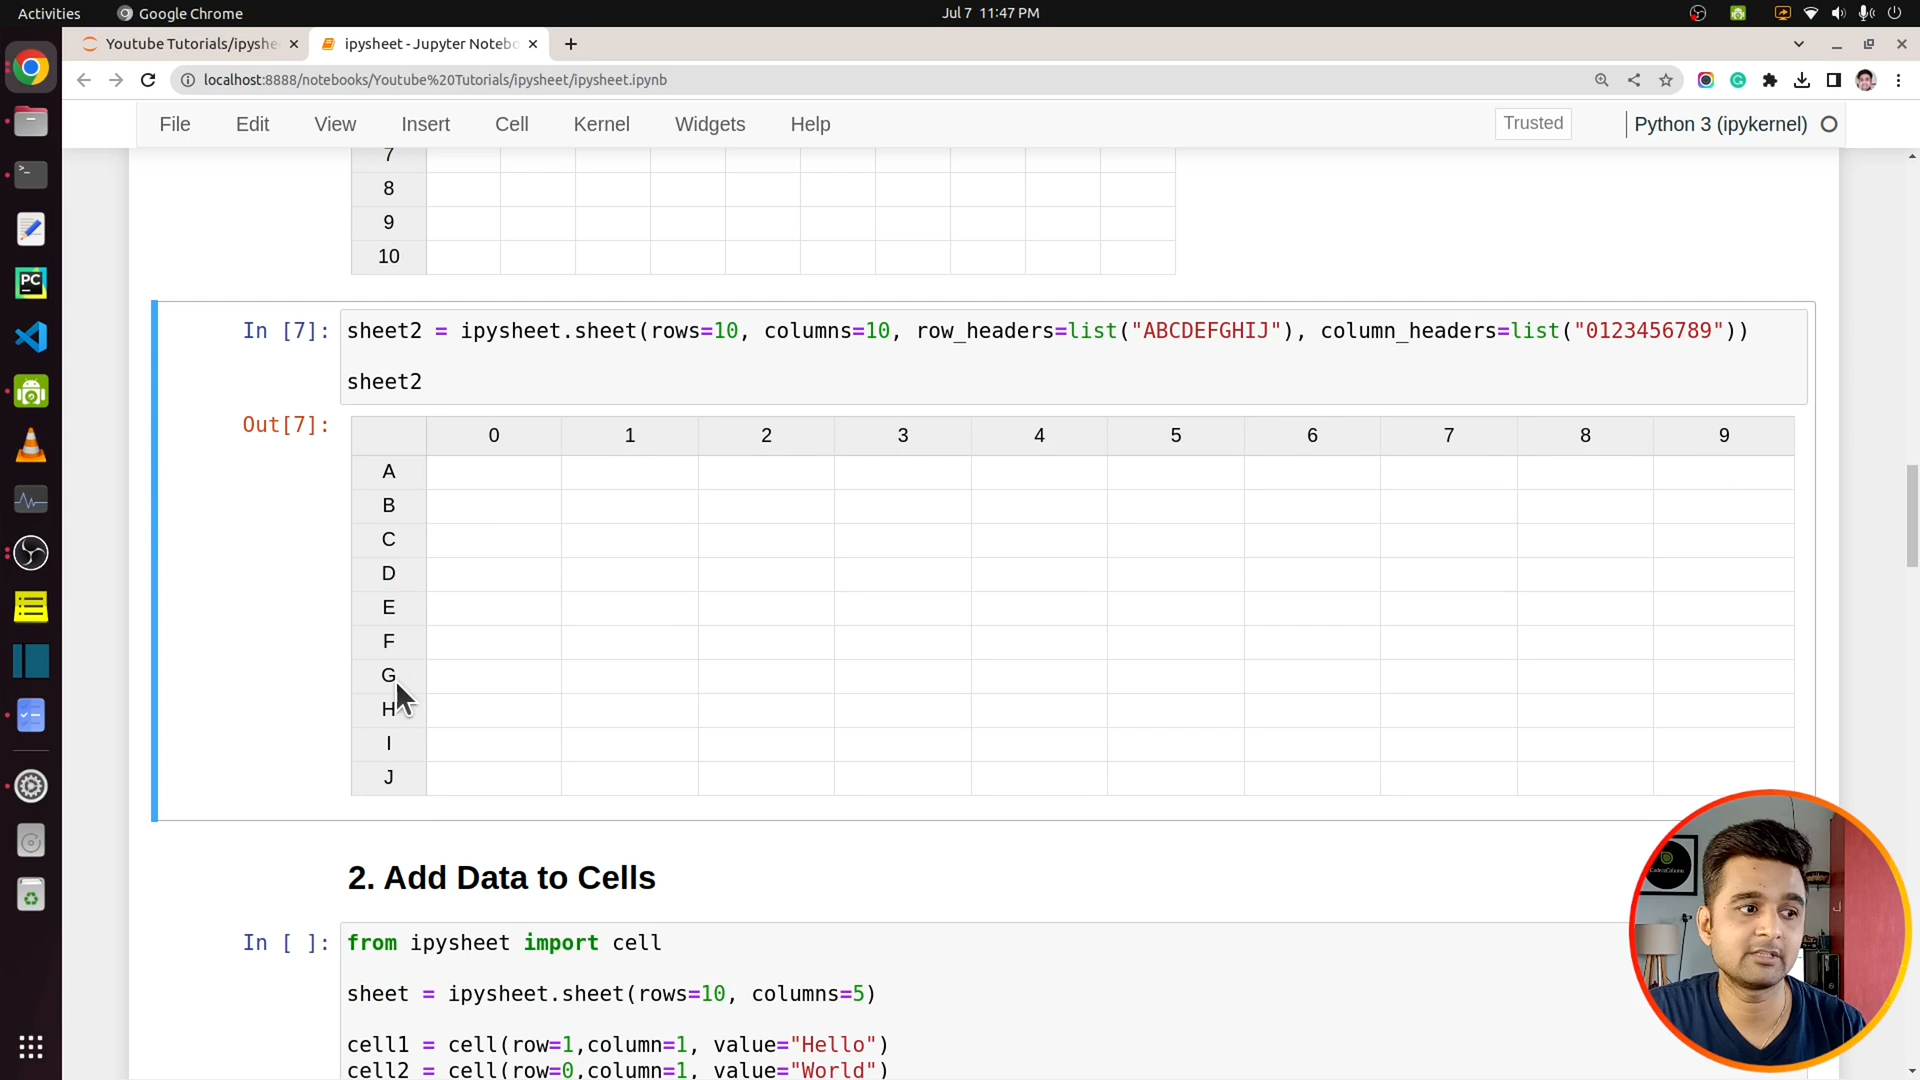 Activities
Google Chrome
Jul 7 11:47 PM
Youtube Tutorials/ipyshe
ipysheet - Jupyter Notebo
localhost:8888/notebooks/Youtube%20Tutorials/ipysheet/ipysheet.ipynb
File Edit View Insert Cell Kernel Widgets Help
Trusted
Python 3 (ipykernel)
7
8
9
10
In [7]:
sheet2 = ipysheet.sheet(rows=10, columns=10, row_headers=list("ABCDEFGHIJ"), column_headers=list("0123456789"))
sheet2
Out[7]:
0 1 2 3 4 5 6 7 8 9
A
B
C
D
E
F
G
H
I
J
2. Add Data to Cells
In [ ]:
from ipysheet import cell
sheet = ipysheet.sheet(rows=10, columns=5)
cell1 = cell(row=1,column=1, value="Hello")
cell2 = cell(row=0,column=1, value="World")
PC